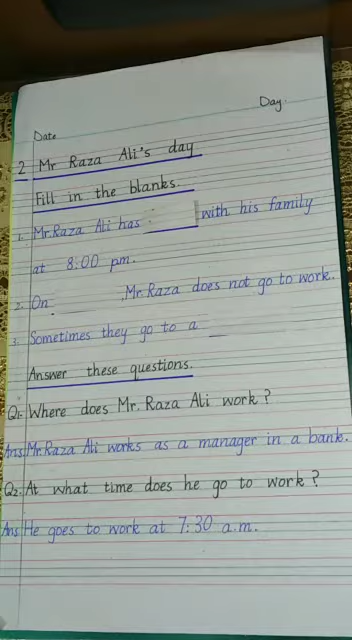 Day.
Date
2 Mr Raza Ali's day
Fill in the blanks.
1. Mr. Raza Ali has ______ with his family
at 8:00 pm.
2. On ______, Mr. Raza does not go to work.
3. Sometimes they go to a ______
Answer these questions.
Q1. Where does Mr. Raza Ali work?
Ans. Mr. Raza Ali works as a manager in a bank.
Q2. At what time does he go to work?
Ans He goes to work at 7:30 a.m.